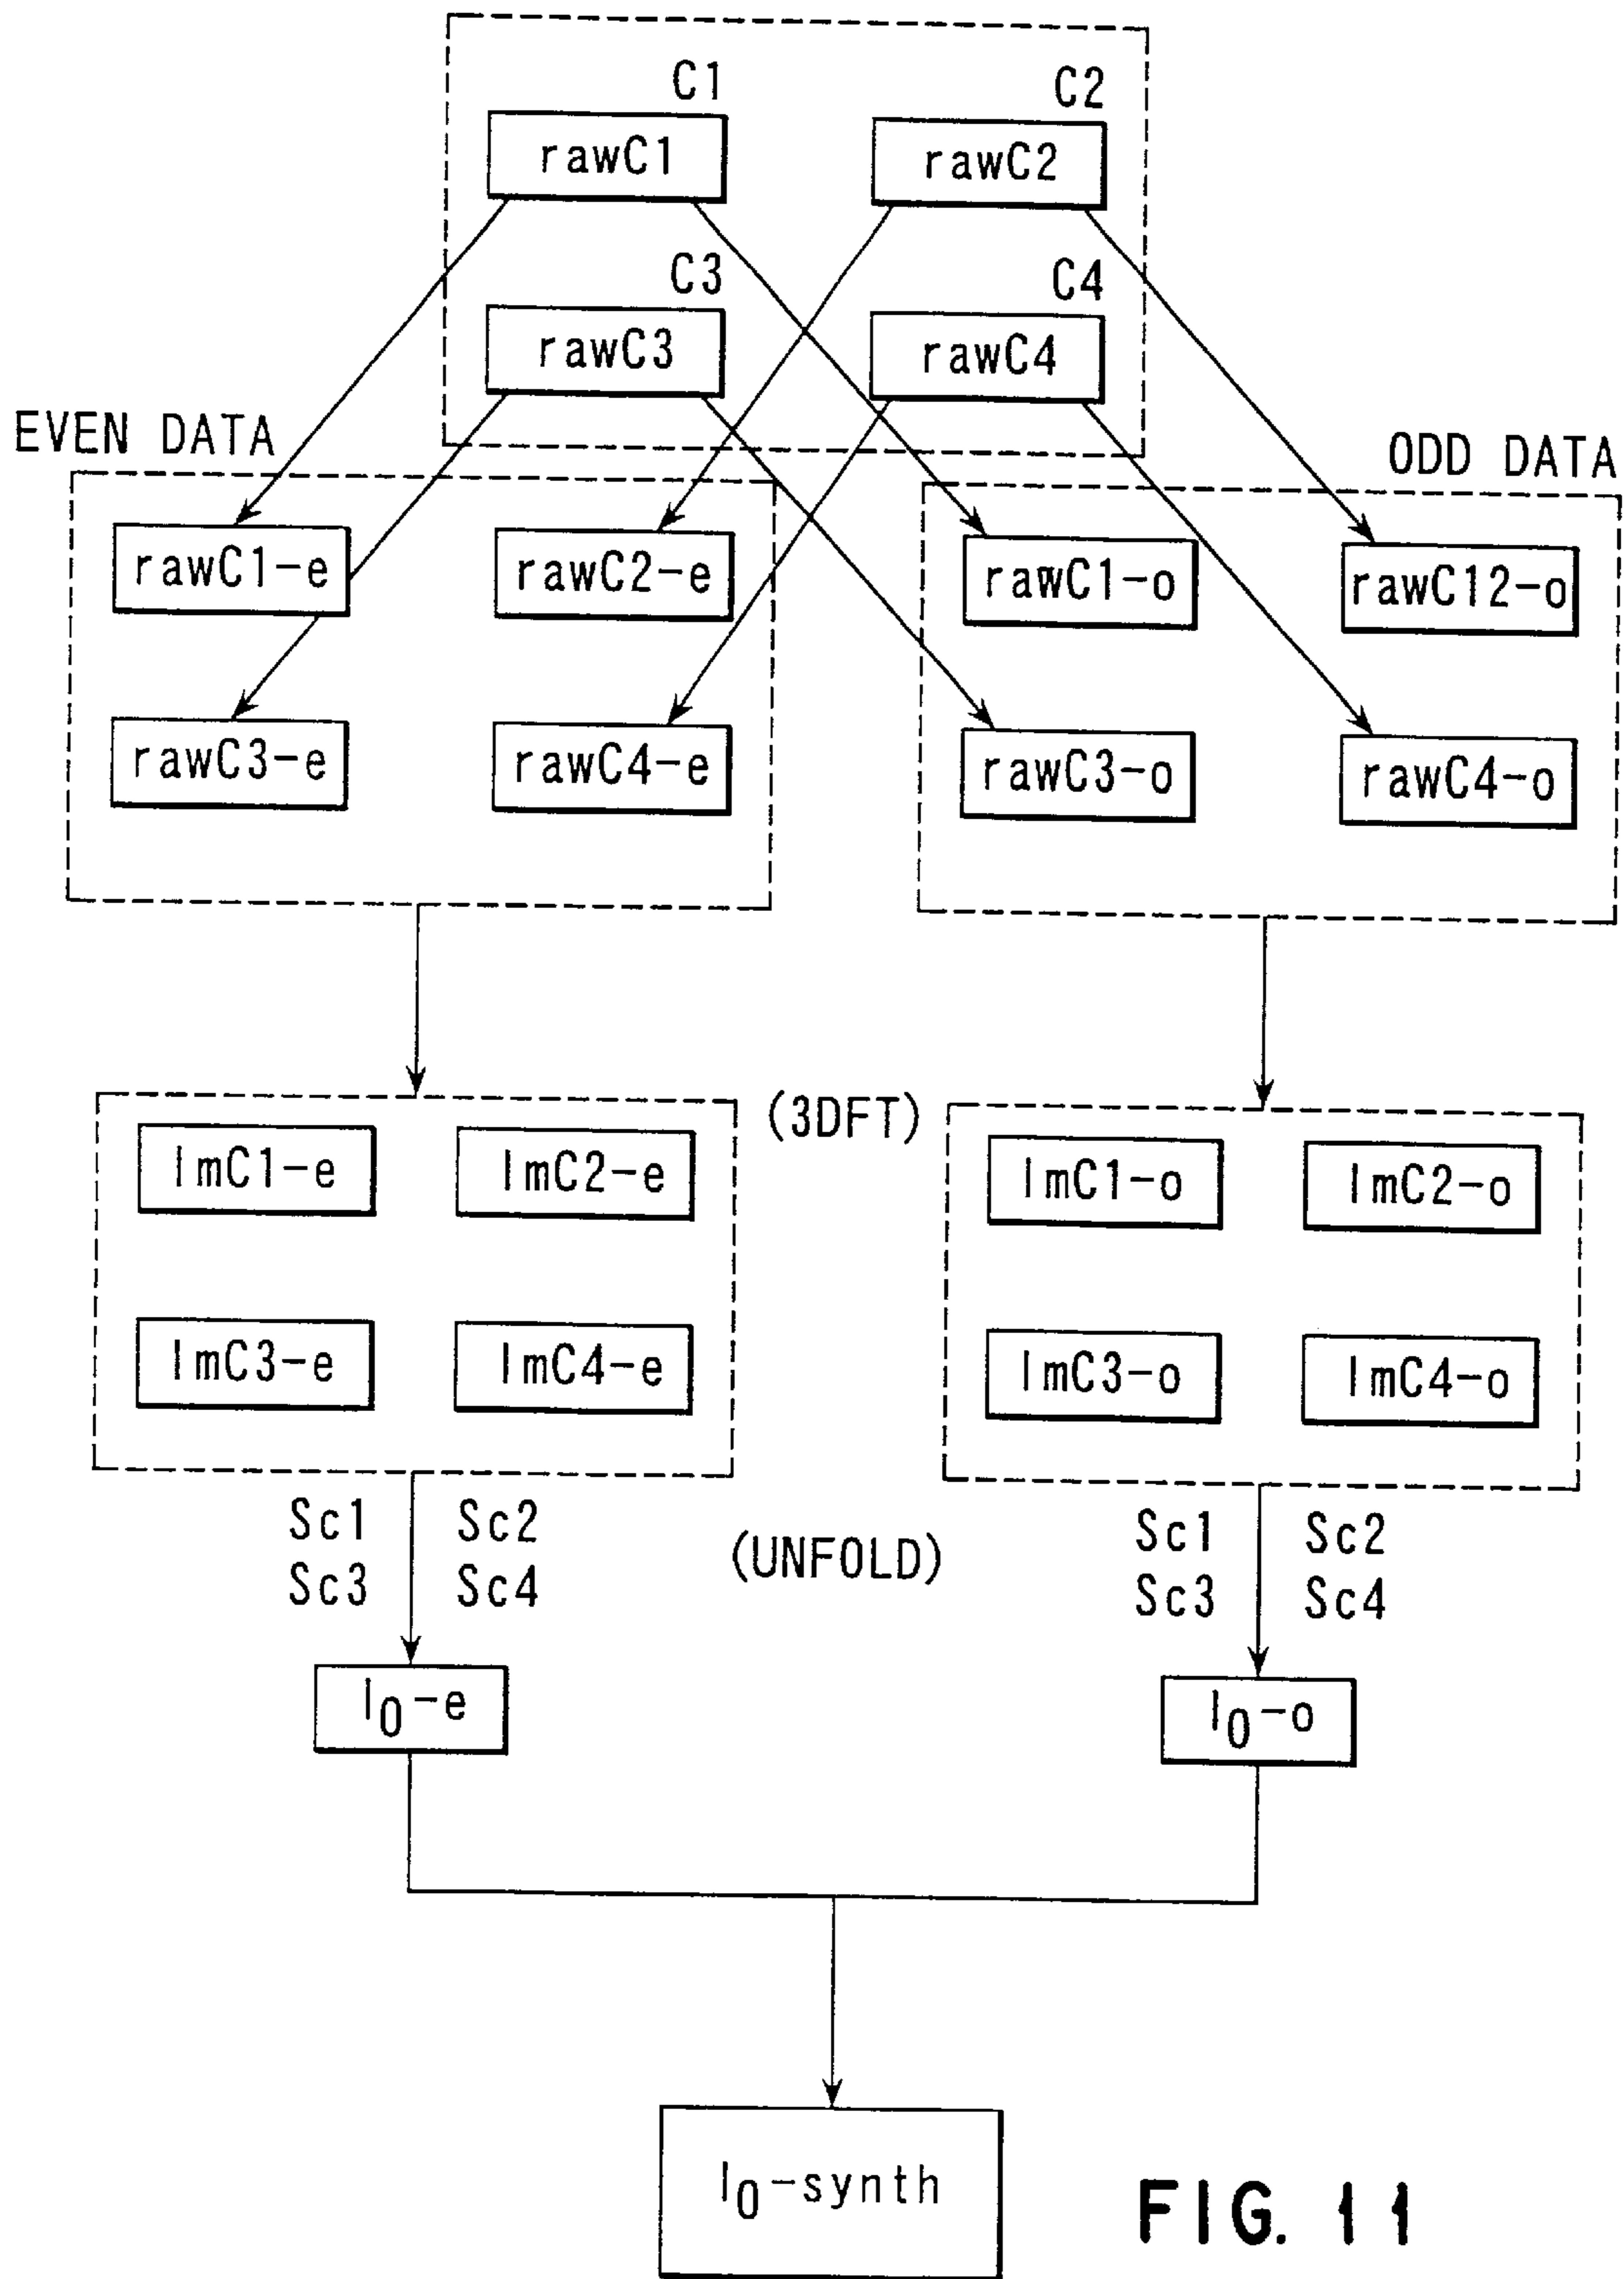 C1 C2
rawC1 rawC2
C3 C4
rawC3 rawC4
EVEN DATA
ODD DATA
rawC1-e rawC2-e rawC1-o rawC12-o
rawC3-e rawC4-e rawC3-o rawC4-o
(3DFT)
ImC1-e ImC2-e ImC1-o ImC2-o
ImC3-e ImC4-e ImC3-o ImC4-o
Sc1 Sc2 Sc1 Sc2
(UNFOLD)
Sc3 Sc4 Sc3 Sc4
I0-e I0-o
I0-synth
FIG. 11